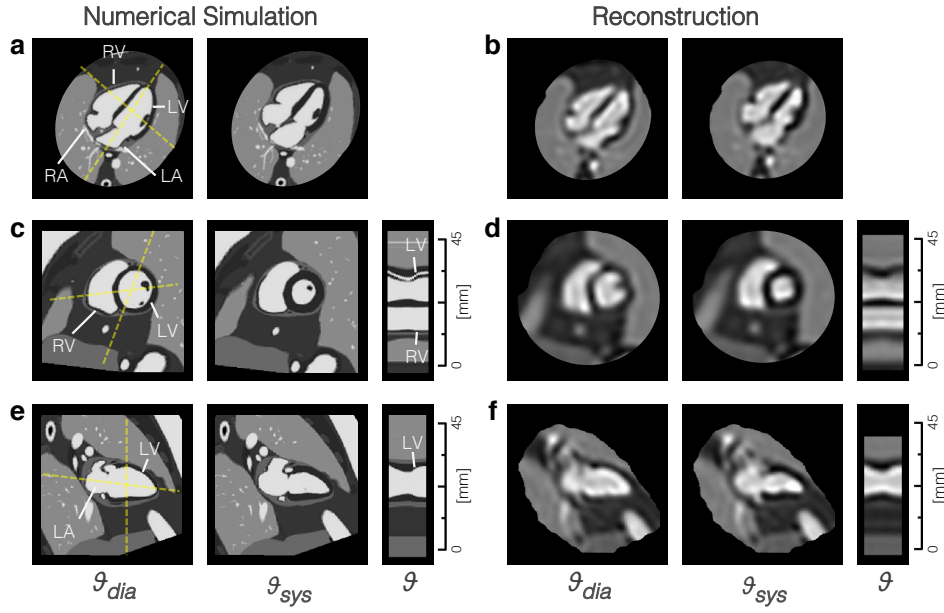 Numerical Simulation
Reconstruction
a
RV
LV
RA
LA
b
c
RV
LV
LV
RV
45
[mm]
0
d
45
[mm]
0
e
LV
LA
LV
45
[mm]
0
f
45
[mm]
0
ϑdia
ϑsys
ϑ
ϑdia
ϑsys
ϑ